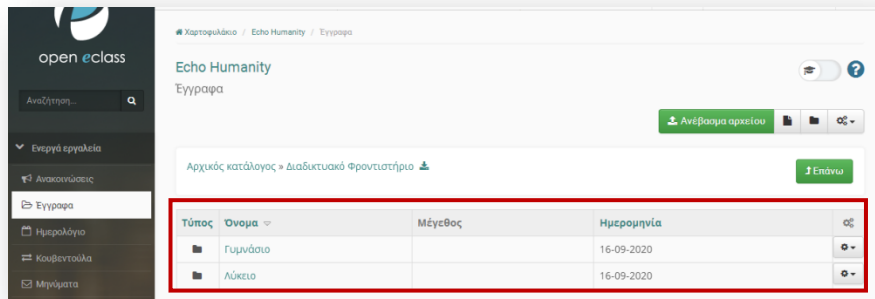 open eclass
Αναζήτηση...
Ενεργά εργαλεία
Ανακοινώσεις
Έγγραφα
Ημερολόγιο
Κουβεντούλα
Μηνύματα
Χαρτοφυλάκιο / Echo Humanity / Έγγραφα
Echo Humanity
Έγγραφα
Ανέβασμα αρχείου
Αρχικός κατάλογος » Διαδικτυακό Φροντιστήριο
Επάνω
Τύπος Όνομα Μέγεθος Ημερομηνία
Γυμνάσιο 16-09-2020
Λύκειο 16-09-2020